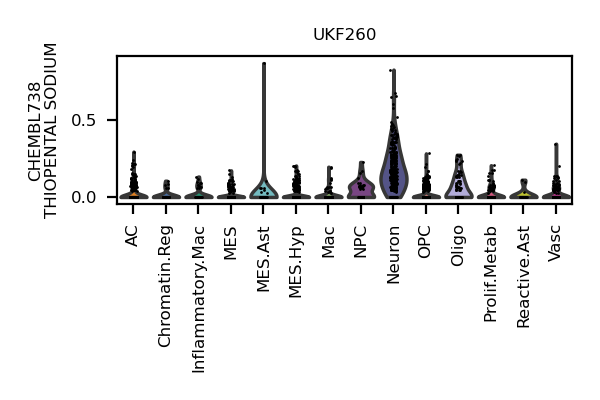 UKF260
CHEMBL738
THIOPENTAL SODIUM
0.5
0.0
AC
Chromatin.Reg
Inflammatory.Mac
MES
MES.Ast
MES.Hyp
Mac
NPC
Neuron
OPC
Oligo
Prolif.Metab
Reactive.Ast
Vasc